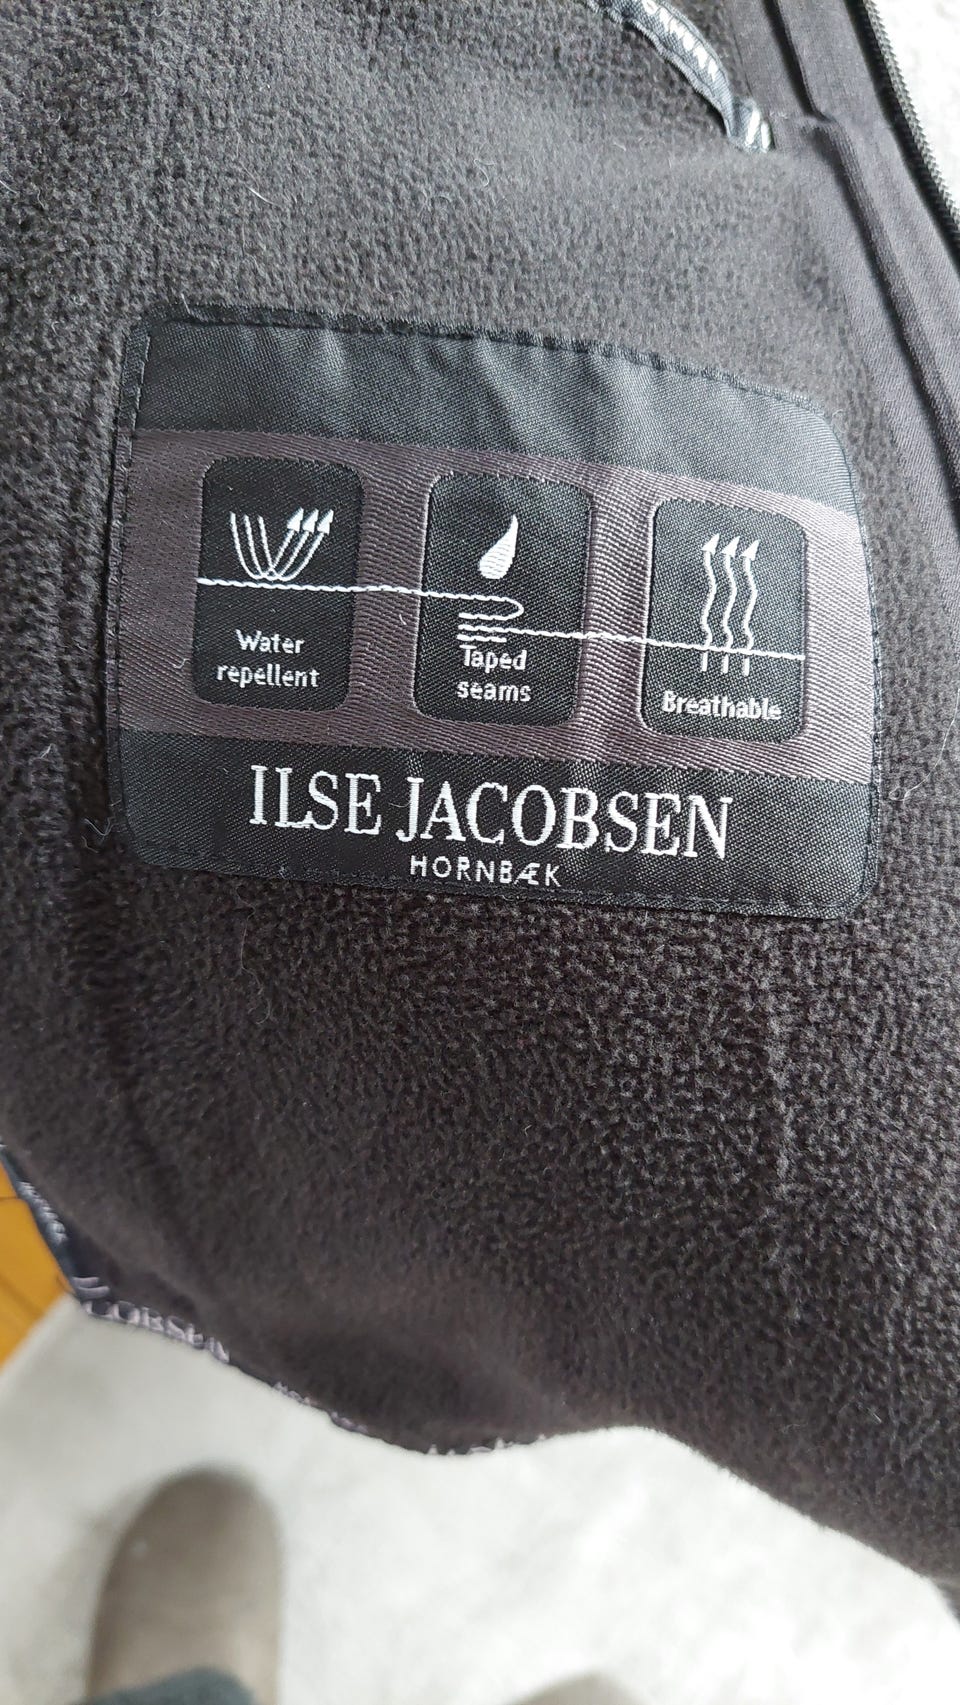 Water
repellent
Taped
seams
Breathable
ILSE JACOBSEN
HORNBÆK